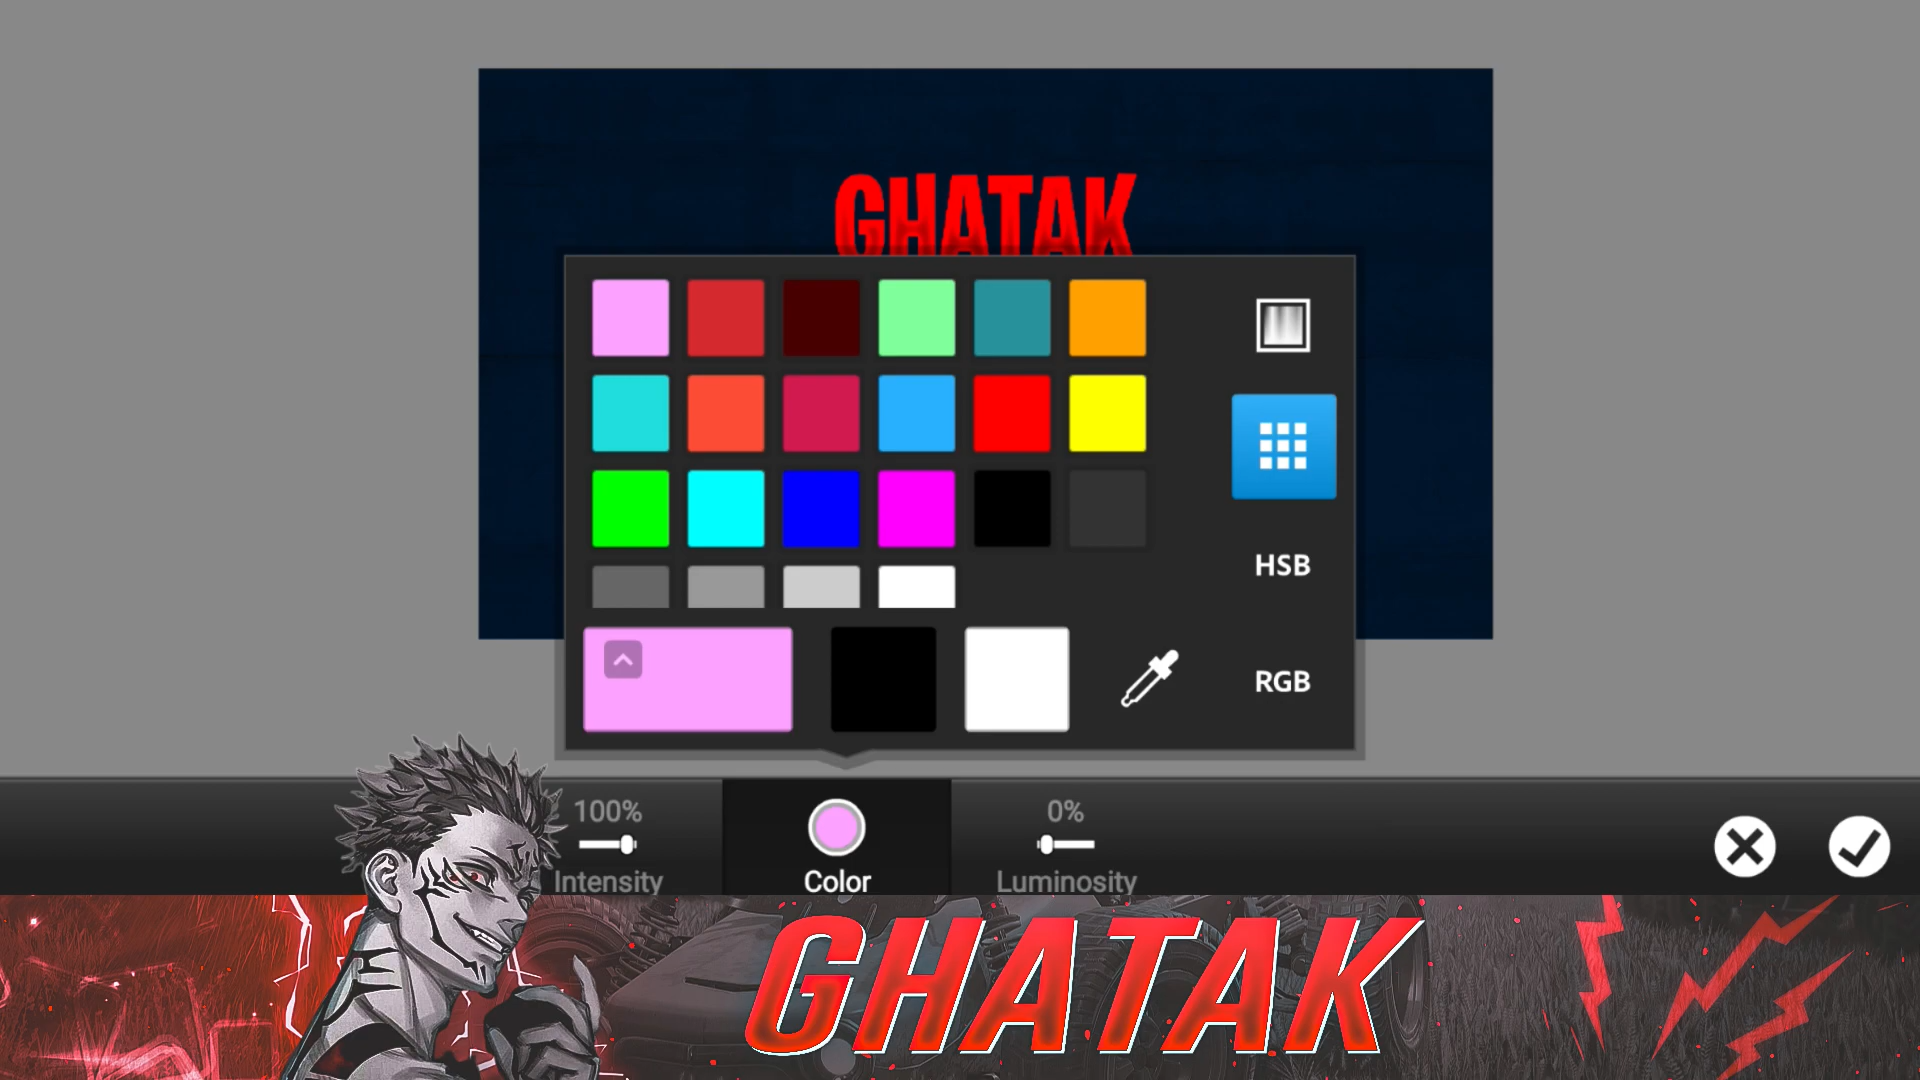 GHATAK
HSB
RGB
100%
0%
Intensity
Color
Luminosity
GHATAK